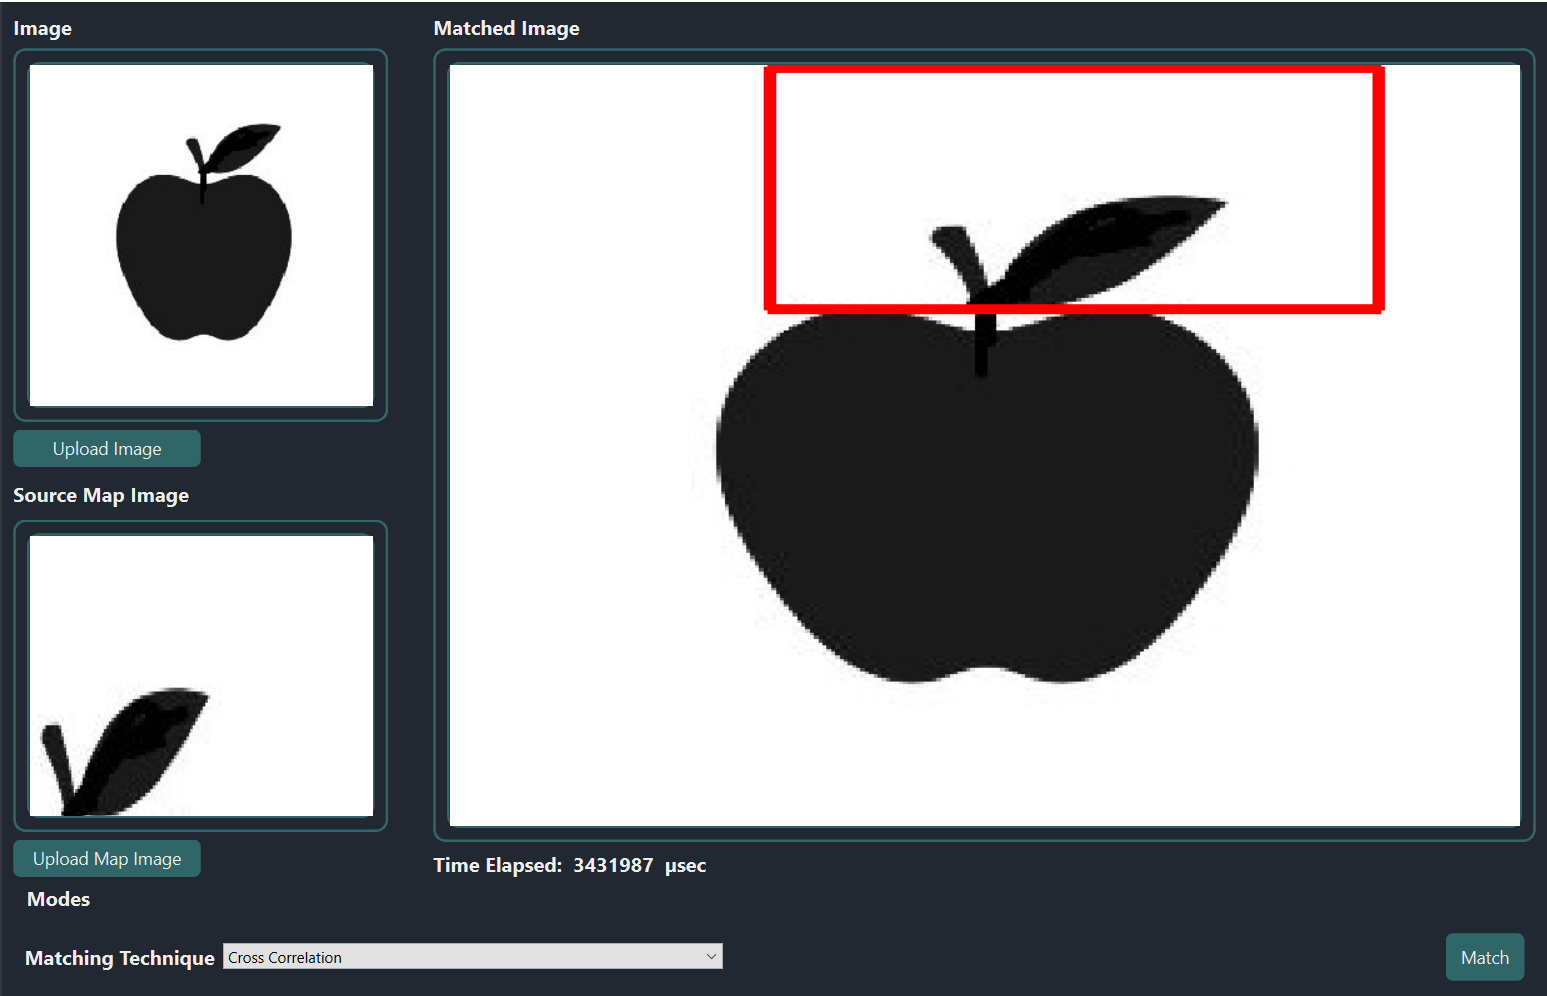 Image
Matched Image
Upload Image
Source Map Image
Upload Map Image
Time Elapsed: 3431987 µsec
Modes
Matching Technique
Cross Correlation
Match